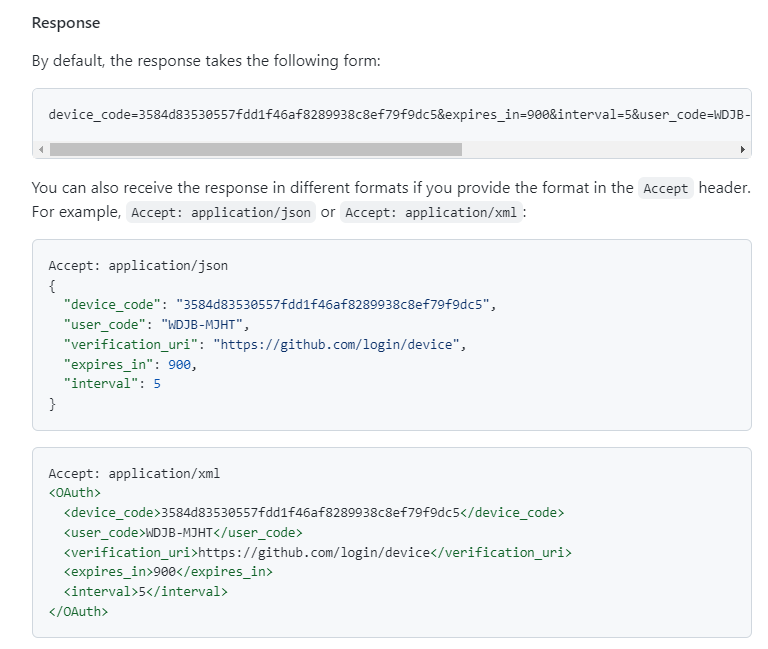 Response
By default, the response takes the following form:
device_code=3584d83530557fdd1f46af8289938c8ef79f9dc5&expires_in=900&interval=5&user_code=WDJB-
You can also receive the response in different formats if you provide the format in the Accept header.
For example, Accept: application/json or Accept: application/xml :
Accept: application/json
{
  "device_code": "3584d83530557fdd1f46af8289938c8ef79f9dc5",
  "user_code": "WDJB-MJHT",
  "verification_uri": "https://github.com/login/device",
  "expires_in": 900,
  "interval": 5
}
Accept: application/xml
<OAuth>
  <device_code>3584d83530557fdd1f46af8289938c8ef79f9dc5</device_code>
  <user_code>WDJB-MJHT</user_code>
  <verification_uri>https://github.com/login/device</verification_uri>
  <expires_in>900</expires_in>
  <interval>5</interval>
</OAuth>